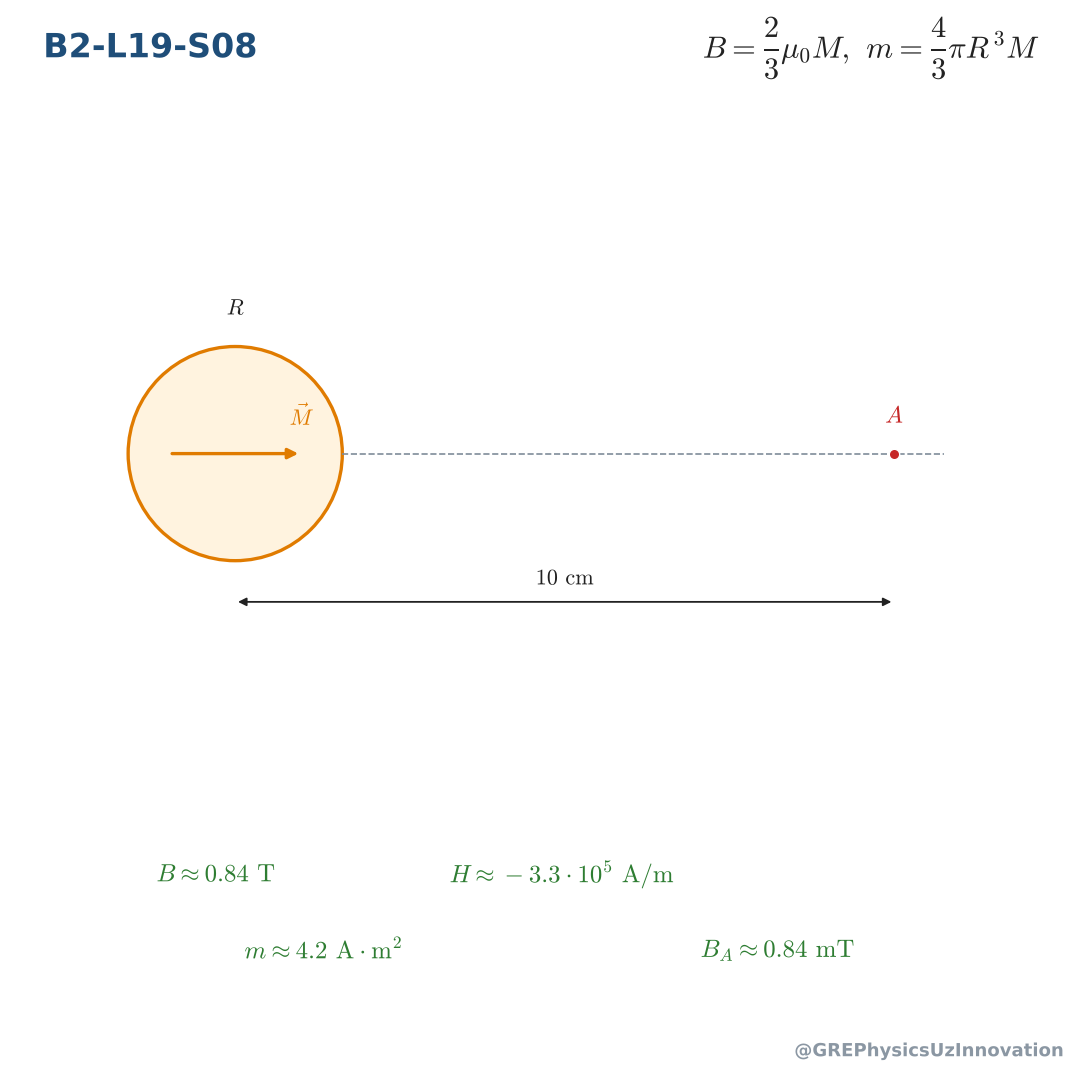 B2-L19-S08
B = 2/3 μ₀M, m = 4/3 πR³M
R
M⃗
A
10 cm
B ≈ 0.84 T
H ≈ −3.3 · 10⁵ A/m
m ≈ 4.2 A · m²
B_A ≈ 0.84 mT
@GREPhysicsUzInnovation